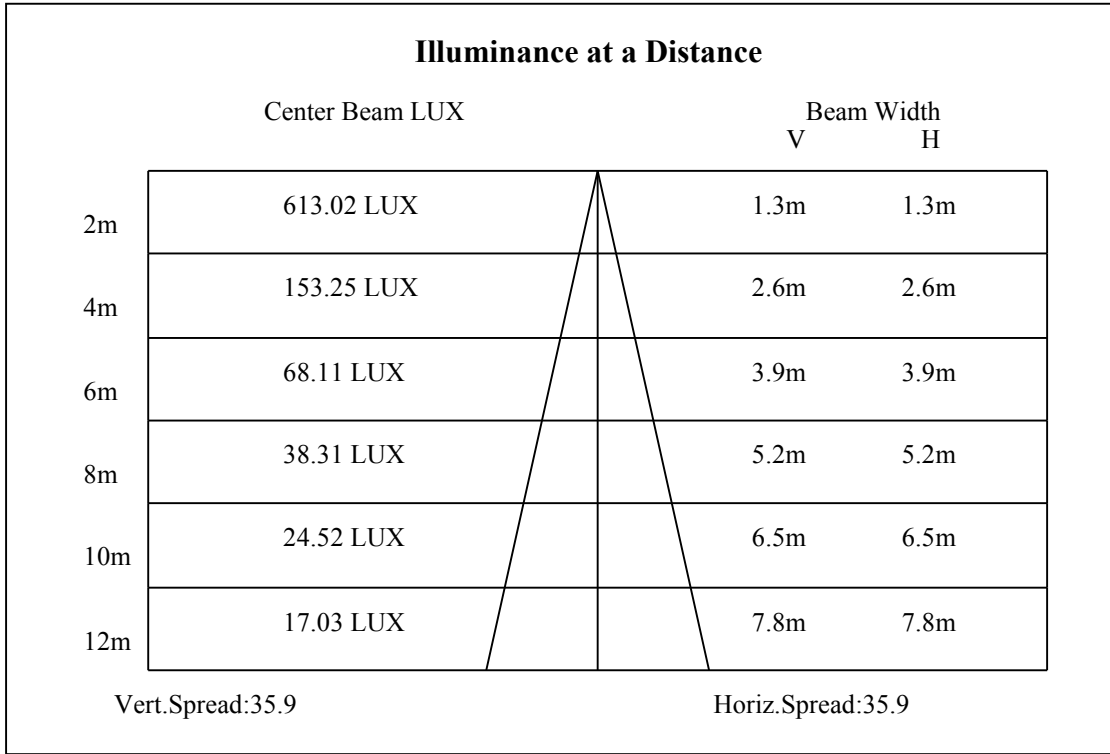 Illuminance at a Distance
Center Beam LUX Beam Width
V H
2m 613.02 LUX 1.3m 1.3m
4m 153.25 LUX 2.6m 2.6m
6m 68.11 LUX 3.9m 3.9m
8m 38.31 LUX 5.2m 5.2m
10m 24.52 LUX 6.5m 6.5m
12m 17.03 LUX 7.8m 7.8m
Vert.Spread:35.9 Horiz.Spread:35.9